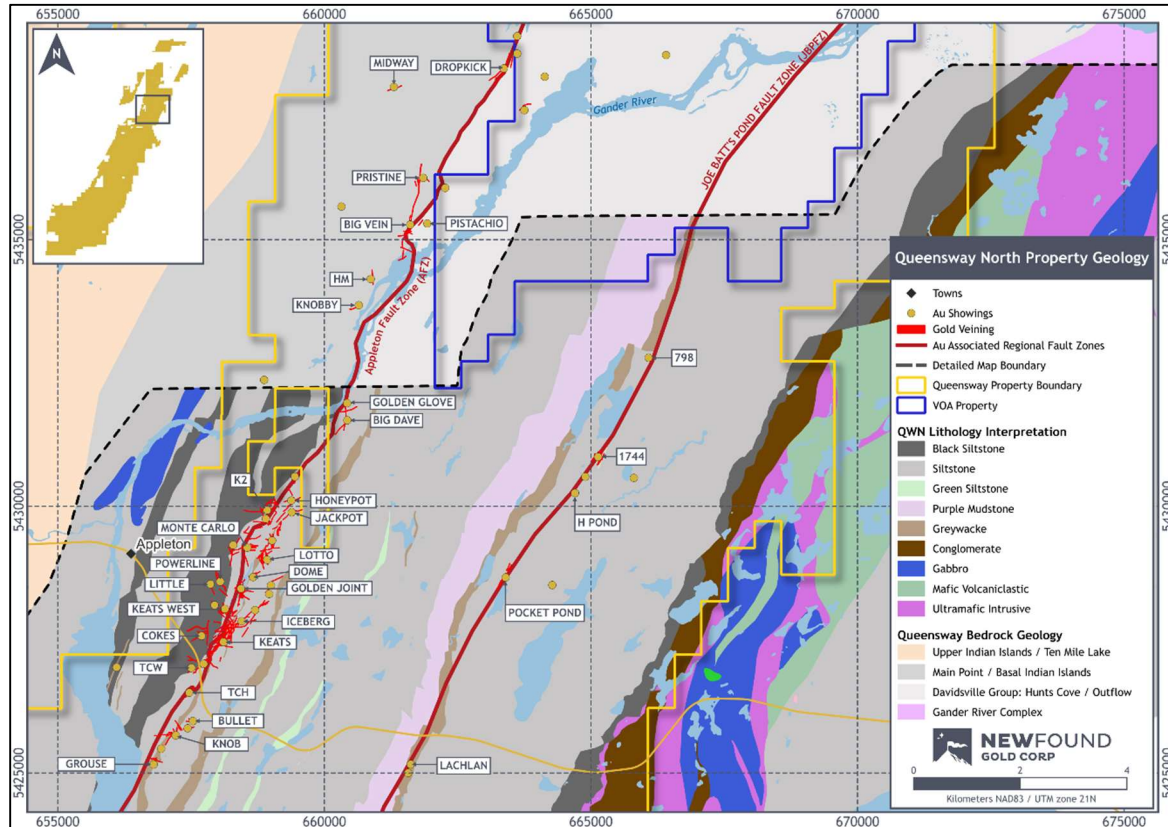 655000
660000
665000
670000
675000
N
MIDWAY
DROPKICK
Gander River
JOE BATT'S POND FAULT ZONE (JBPFZ)
PRISTINE
BIG VEIN
PISTACHIO
5435000
5435000
HM
KNOBBY
Appleton Fault Zone (AFZ)
798
GOLDEN GLOVE
BIG DAVE
1744
K2
HONEYPOT
5430000
JACKPOT
H POND
MONTE CARLO
Appleton
LOTTO
POWERLINE
DOME
LITTLE
GOLDEN JOINT
POCKET POND
KEATS WEST
ICEBERG
COKES
KEATS
TCW
TCH
BULLET
KNOB
GROUSE
LACHLAN
5425000
Queensway North Property Geology
Towns
Au Showings
Gold Veining
Au Associated Regional Fault Zones
Detailed Map Boundary
Queensway Property Boundary
VOA Property
QWN Lithology Interpretation
Black Siltstone
Siltstone
Green Siltstone
Purple Mudstone
Greywacke
Conglomerate
Gabbro
Mafic Volcaniclastic
Ultramafic Intrusive
Queensway Bedrock Geology
Upper Indian Islands / Ten Mile Lake
Main Point / Basal Indian Islands
Davidsville Group: Hunts Cove / Outflow
Gander River Complex
NEWFOUND
GOLD CORP
0 2 4
Kilometers NAD83 / UTM zone 21N
5430000
5425000
655000
660000
665000
670000
675000